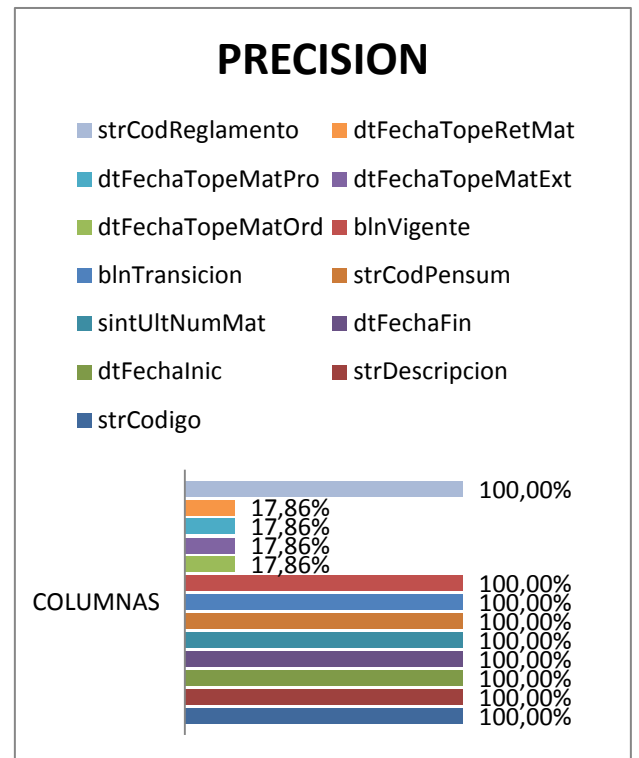 PRECISION
strCodReglamento dtFechaTopeRetMat
dtFechaTopeMatPro dtFechaTopeMatExt
dtFechaTopeMatOrd blnVigente
blnTransicion strCodPensum
sintUltNumMat dtFechaFin
dtFechaInic strDescripcion
strCodigo
100,00%
17,86%
17,86%
17,86%
17,86%
100,00%
COLUMNAS 100,00%
100,00%
100,00%
100,00%
100,00%
100,00%
100,00%